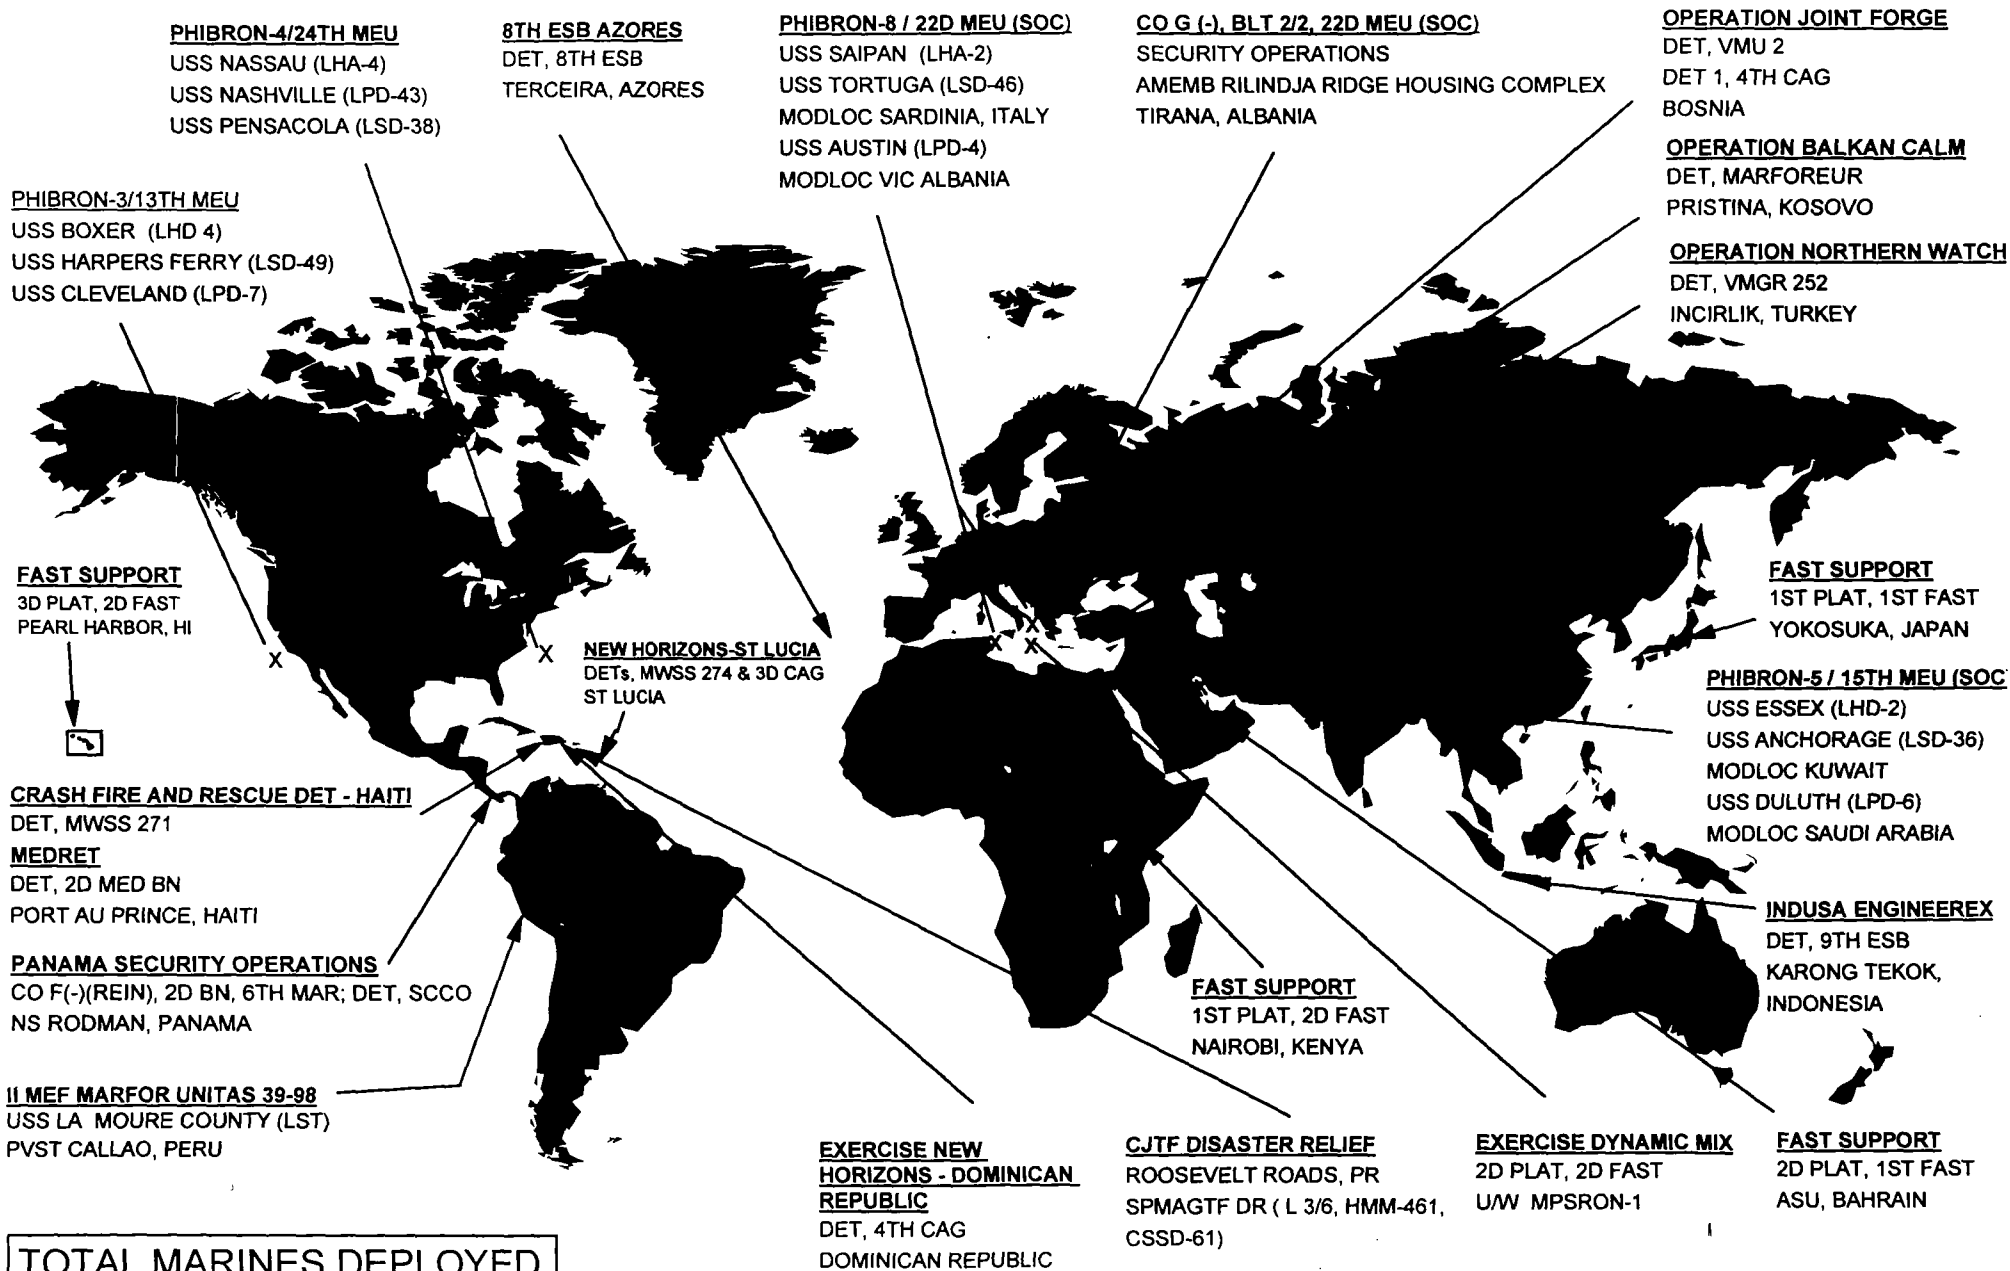 PHIBRON-4/24TH MEU
USS NASSAU (LHA-4)
USS NASHVILLE (LPD-43)
USS PENSACOLA (LSD-38)
8TH ESB AZORES
DET, 8TH ESB
TERCEIRA, AZORES
PHIBRON-8 / 22D MEU (SOC)
USS SAIPAN (LHA-2)
USS TORTUGA (LSD-46)
MODLOC SARDINIA, ITALY
USS AUSTIN (LPD-4)
MODLOC VIC ALBANIA
CO G (-), BLT 2/2, 22D MEU (SOC)
SECURITY OPERATIONS
AMEMB RILINDJA RIDGE HOUSING COMPLEX
TIRANA, ALBANIA
OPERATION JOINT FORGE
DET, VMU 2
DET 1, 4TH CAG
BOSNIA
OPERATION BALKAN CALM
DET, MARFOREUR
PRISTINA, KOSOVO
OPERATION NORTHERN WATCH
DET, VMGR 252
INCIRLIK, TURKEY
PHIBRON-3/13TH MEU
USS BOXER (LHD 4)
USS HARPERS FERRY (LSD-49)
USS CLEVELAND (LPD-7)
FAST SUPPORT
3D PLAT, 2D FAST
PEARL HARBOR, HI
X
X
X
X
X
NEW HORIZONS-ST LUCIA
DETs, MWSS 274 & 3D CAG
ST LUCIA
FAST SUPPORT
1ST PLAT, 1ST FAST
YOKOSUKA, JAPAN
PHIBRON-5 / 15TH MEU (SOC
USS ESSEX (LHD-2)
USS ANCHORAGE (LSD-36)
MODLOC KUWAIT
USS DULUTH (LPD-6)
MODLOC SAUDI ARABIA
CRASH FIRE AND RESCUE DET - HAITI
DET, MWSS 271
MEDRET
DET, 2D MED BN
PORT AU PRINCE, HAITI
PANAMA SECURITY OPERATIONS
CO F(-)(REIN), 2D BN, 6TH MAR; DET, SCCO
NS RODMAN, PANAMA
II MEF MARFOR UNITAS 39-98
USS LA MOURE COUNTY (LST)
PVST CALLAO, PERU
FAST SUPPORT
1ST PLAT, 2D FAST
NAIROBI, KENYA
INDUSA ENGINEEREX
DET, 9TH ESB
KARONG TEKOK,
INDONESIA
EXERCISE NEW
HORIZONS - DOMINICAN
REPUBLIC
DET, 4TH CAG
DOMINICAN REPUBLIC
CJTF DISASTER RELIEF
ROOSEVELT ROADS, PR
SPMAGTF DR ( L 3/6, HMM-461,
CSSD-61)
EXERCISE DYNAMIC MIX
2D PLAT, 2D FAST
U/W MPSRON-1
FAST SUPPORT
2D PLAT, 1ST FAST
ASU, BAHRAIN
TOTAL MARINES DEPLOYED